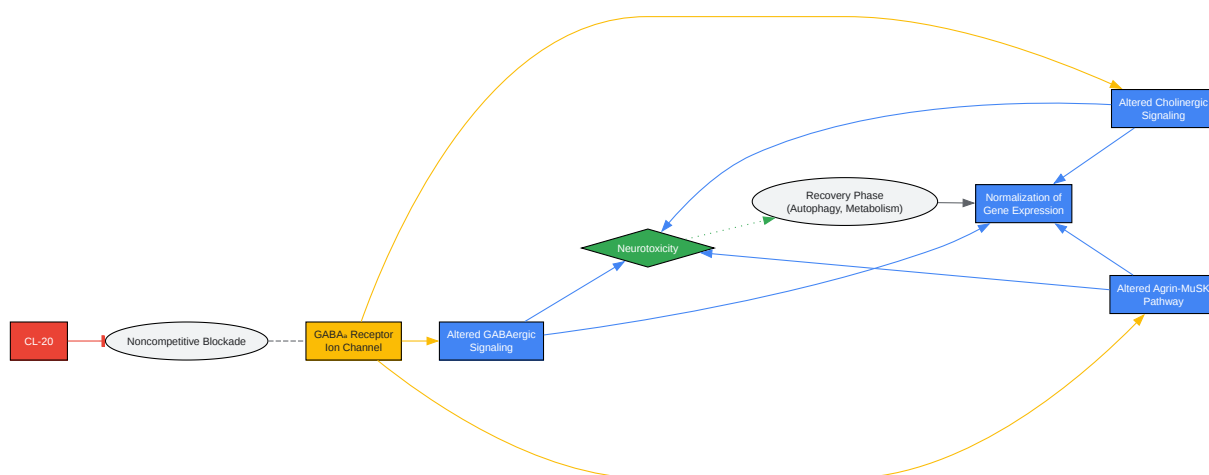 Altered Cholinergic
Signaling
Recovery Phase
(Autophagy, Metabolism)
Normalization of
Gene Expression
Neurotoxicity
Altered Agrin-MuSK
Pathway
CL-20
Noncompetitive Blockade
GABAₐ Receptor
Ion Channel
Altered GABAergic
Signaling